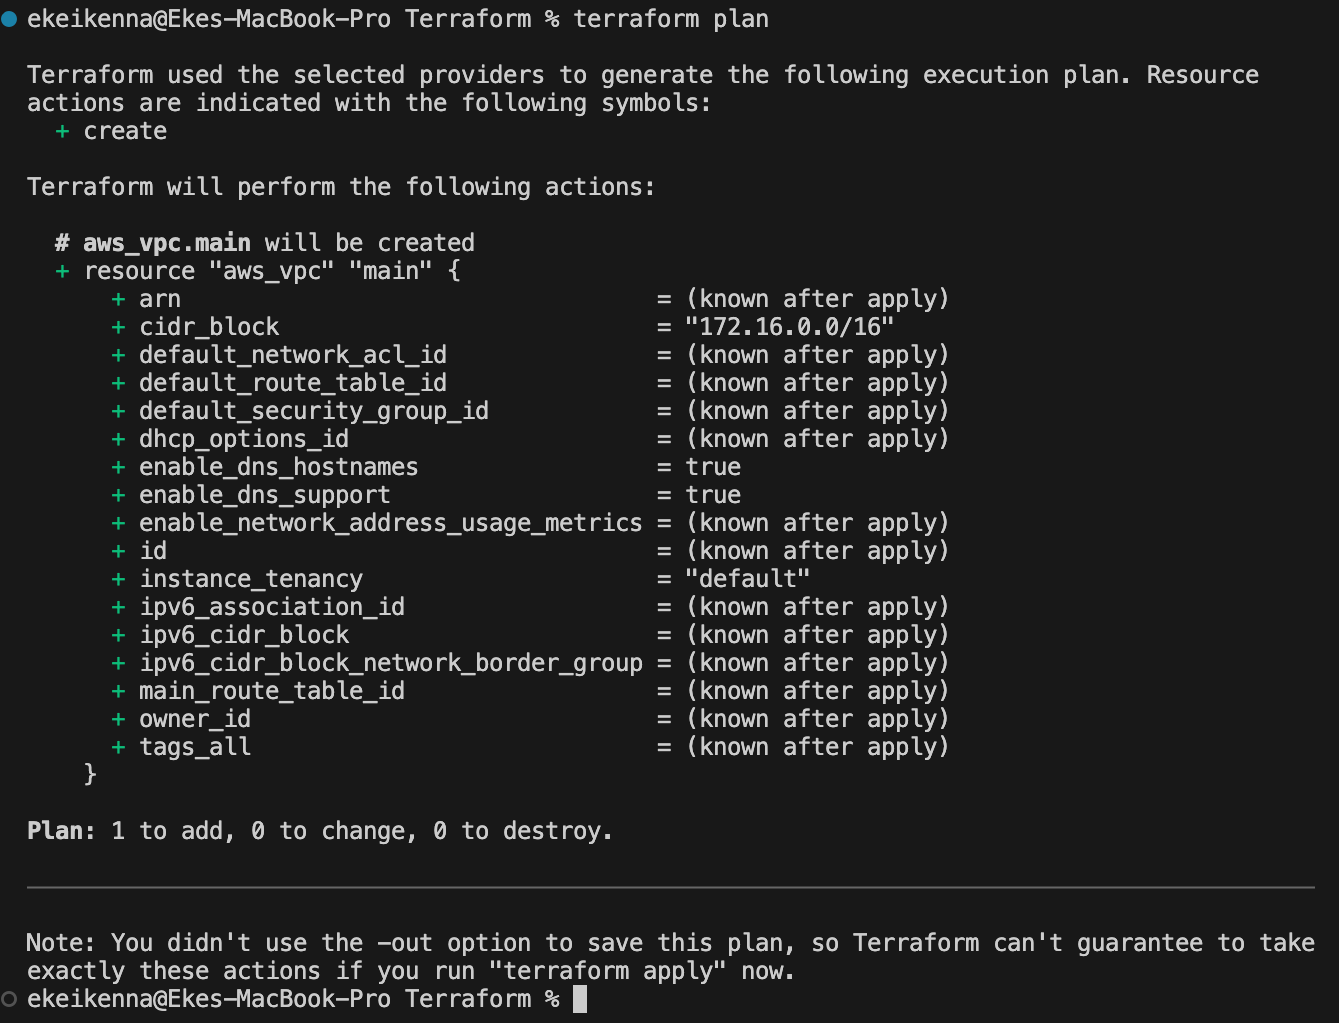 ekeikenna@Ekes-MacBook-Pro Terraform % terraform plan
Terraform used the selected providers to generate the following execution plan. Resource
actions are indicated with the following symbols:
  + create
Terraform will perform the following actions:
  # aws_vpc.main will be created
  + resource "aws_vpc" "main" {
      + arn                                  = (known after apply)
      + cidr_block                           = "172.16.0.0/16"
      + default_network_acl_id               = (known after apply)
      + default_route_table_id               = (known after apply)
      + default_security_group_id            = (known after apply)
      + dhcp_options_id                      = (known after apply)
      + enable_dns_hostnames                 = true
      + enable_dns_support                   = true
      + enable_network_address_usage_metrics = (known after apply)
      + id                                   = (known after apply)
      + instance_tenancy                     = "default"
      + ipv6_association_id                  = (known after apply)
      + ipv6_cidr_block                      = (known after apply)
      + ipv6_cidr_block_network_border_group = (known after apply)
      + main_route_table_id                  = (known after apply)
      + owner_id                             = (known after apply)
      + tags_all                             = (known after apply)
    }
Plan: 1 to add, 0 to change, 0 to destroy.
Note: You didn't use the -out option to save this plan, so Terraform can't guarantee to take
exactly these actions if you run "terraform apply" now.
ekeikenna@Ekes-MacBook-Pro Terraform %